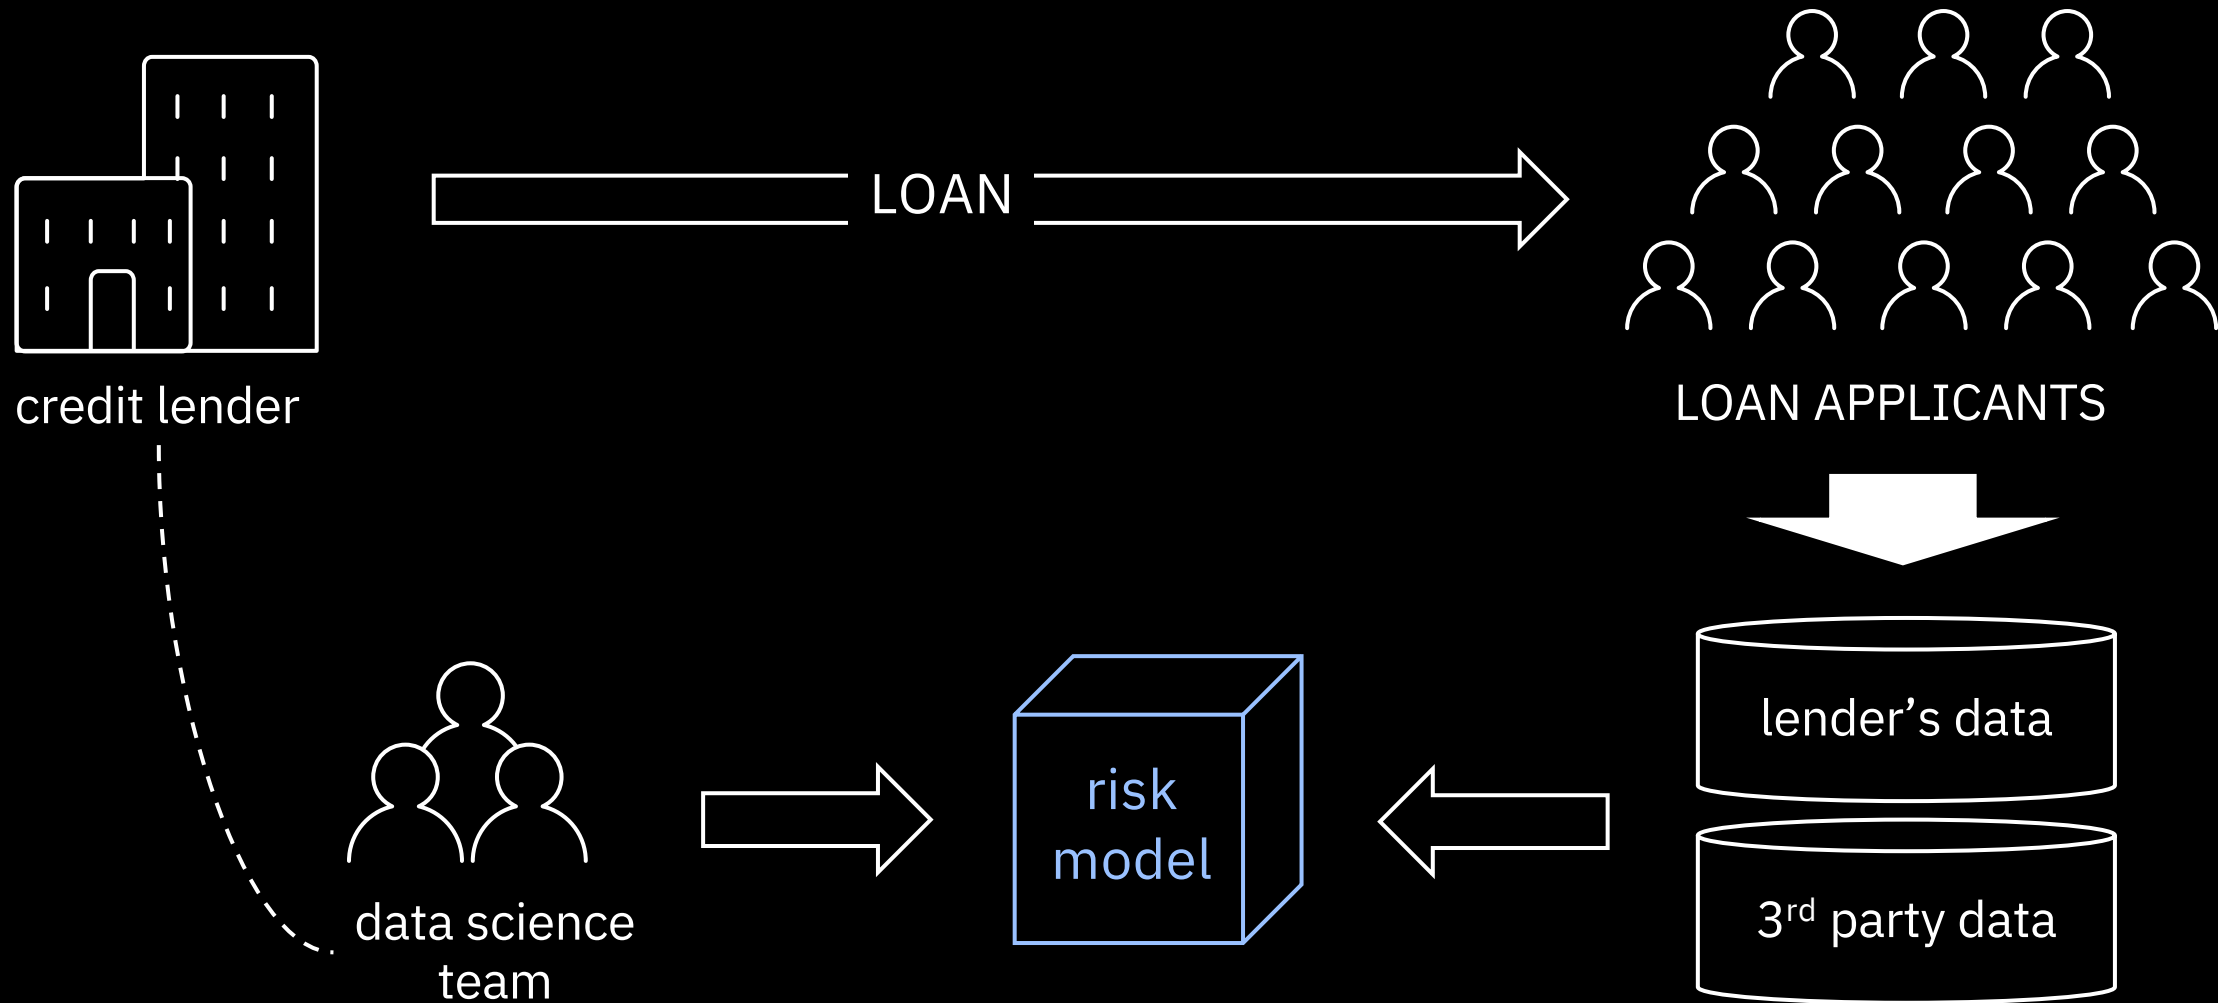 LOAN
credit lender
LOAN APPLICANTS
lender’s data
risk
model
3rd party data
data science
team